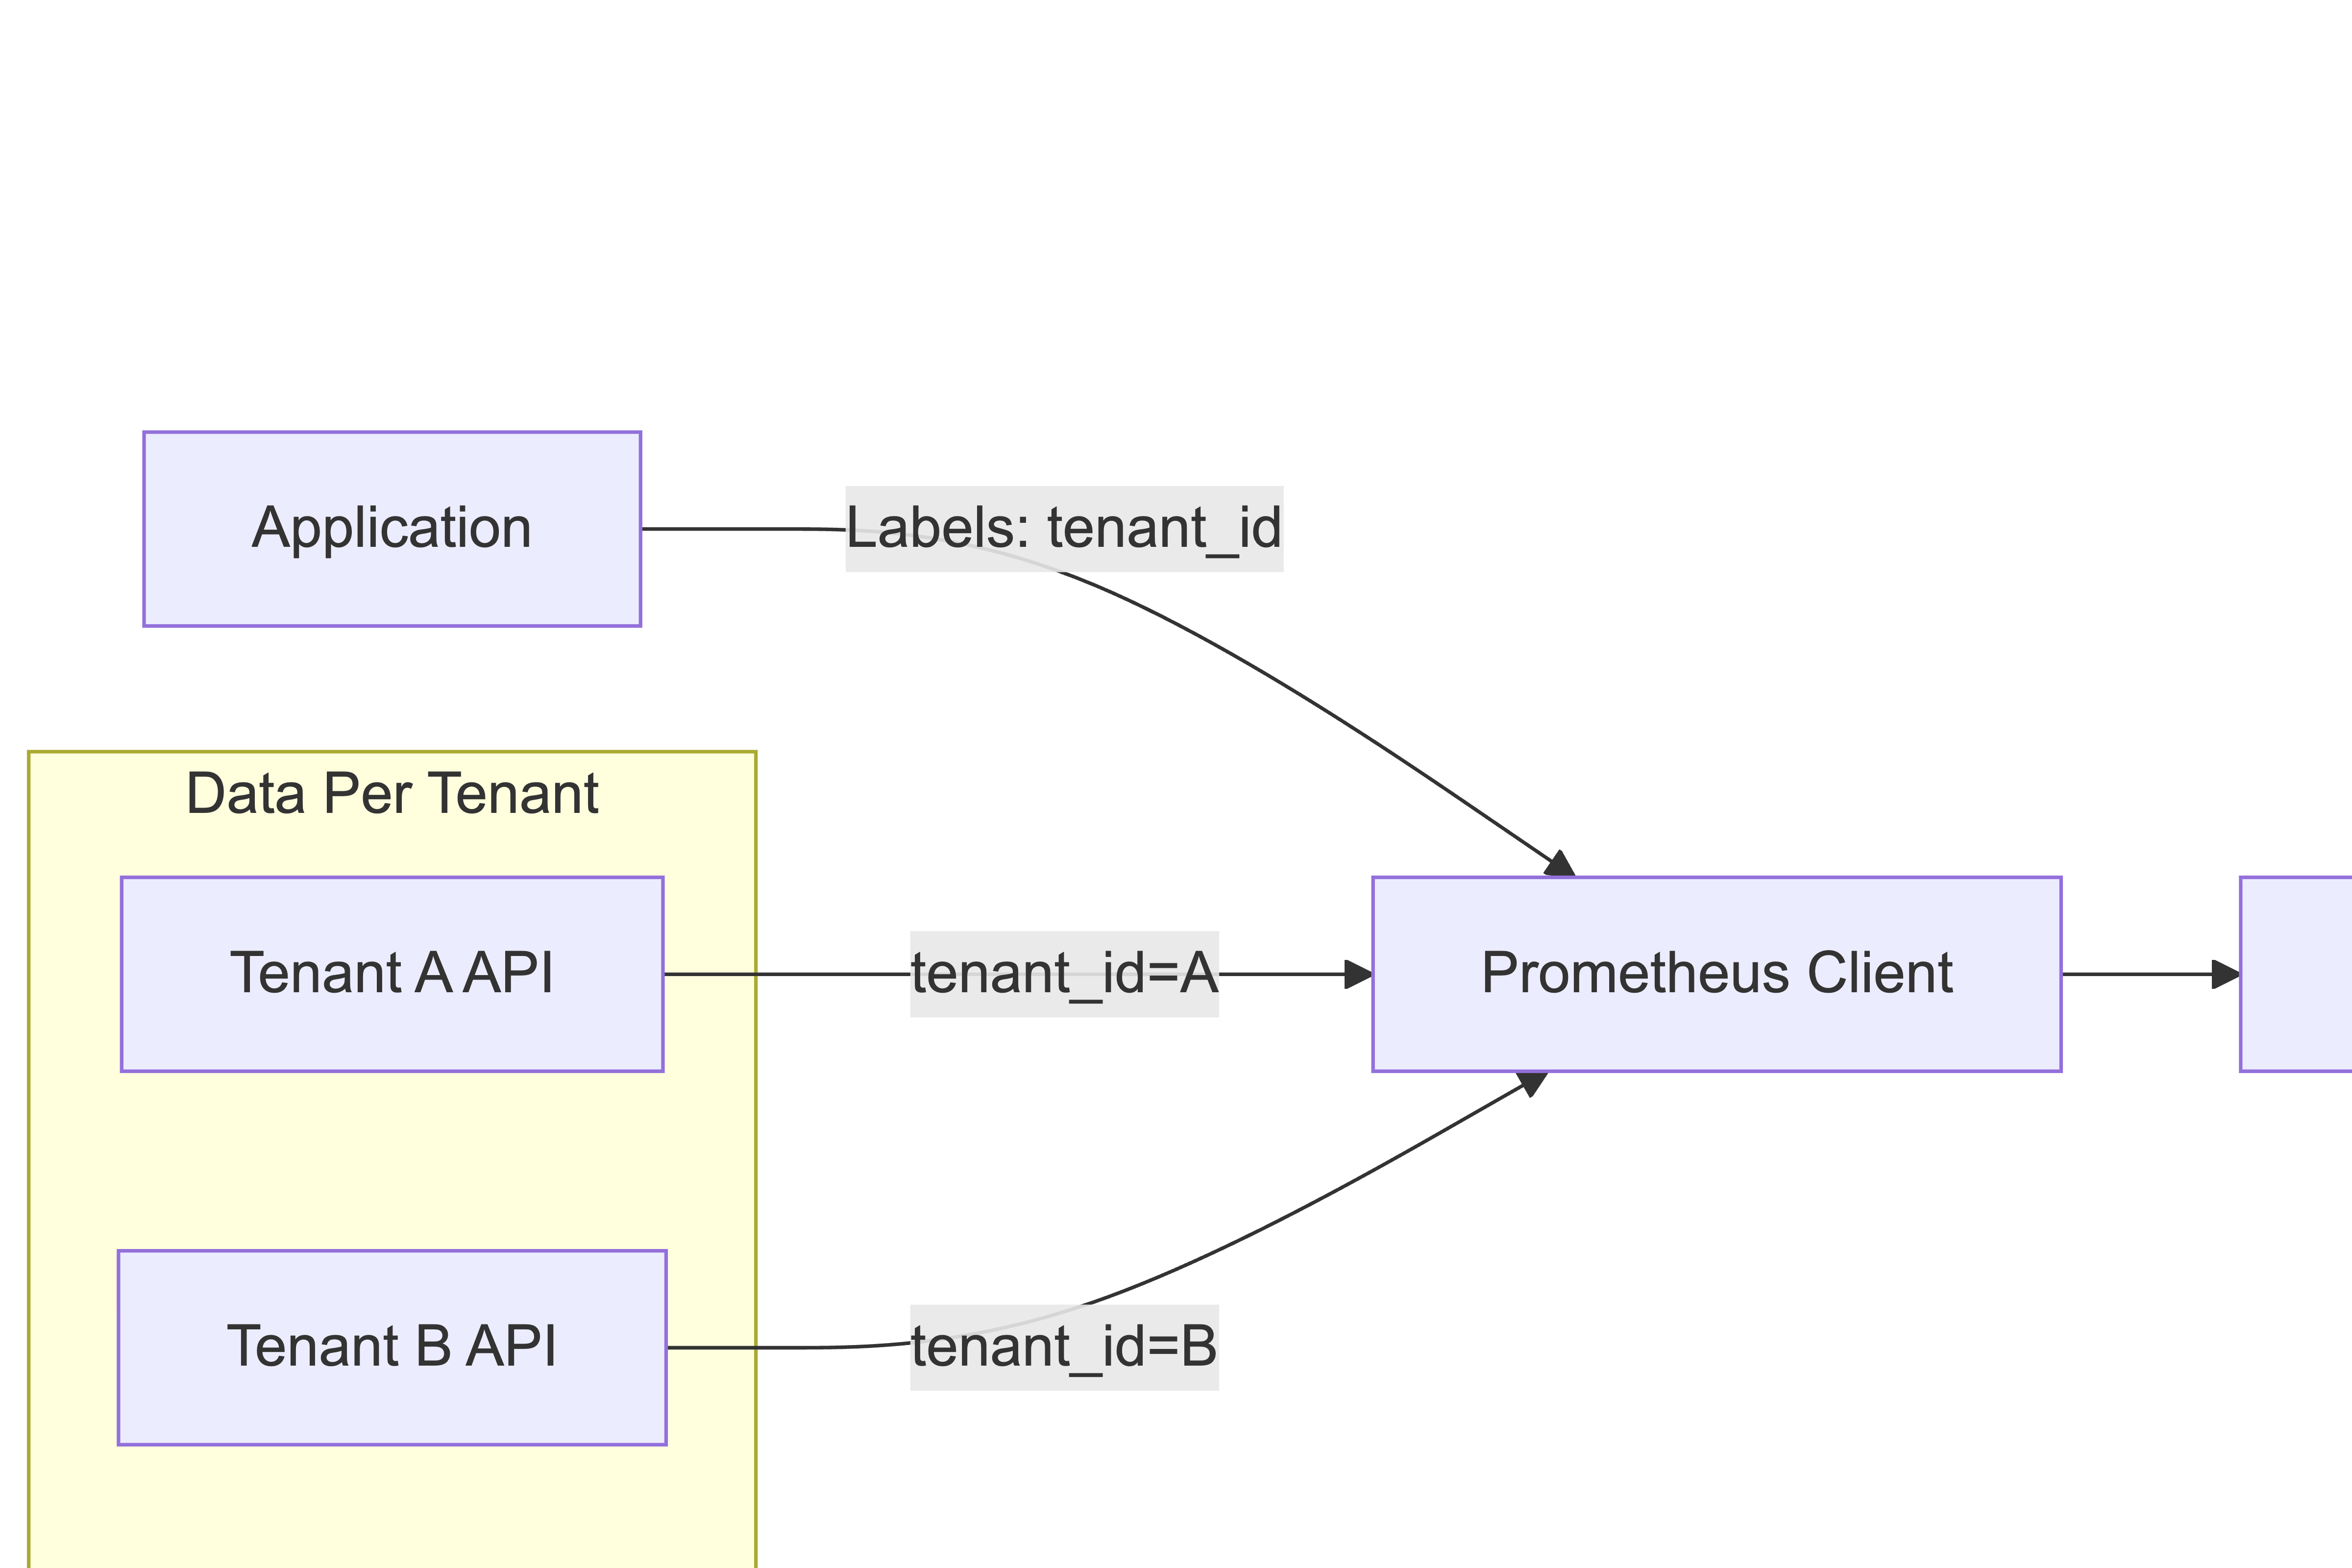 Application
Labels: tenant_id
Data Per Tenant
Tenant A API
tenant_id=A
Prometheus Client
Tenant B API
tenant_id=B